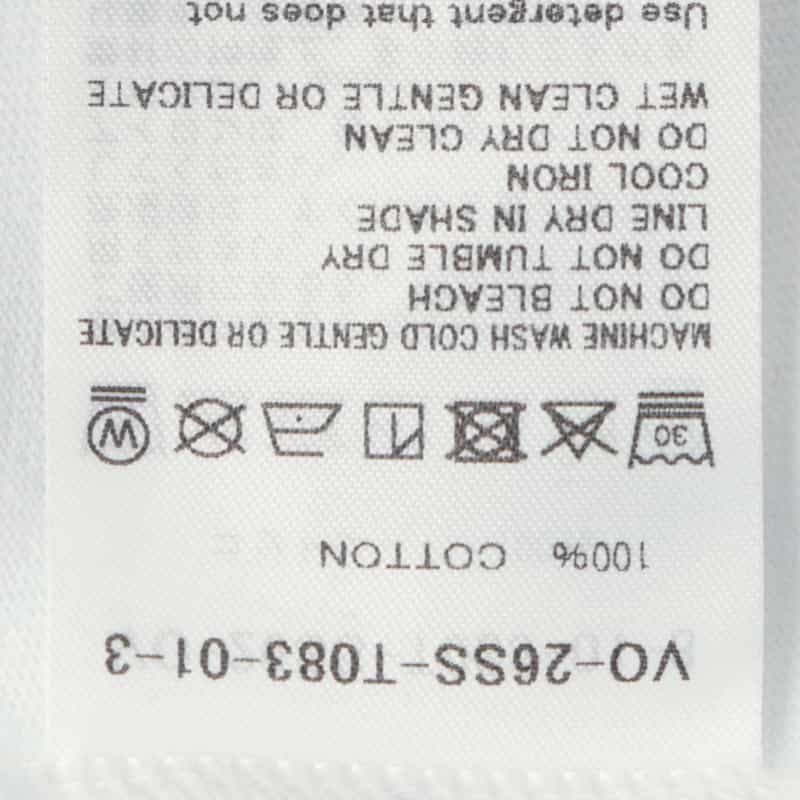 VO-26SS-T083-01-3
100% COTTON
30 W
MACHINE WASH COLD GENTLE OR DELICATE
DO NOT BLEACH
DO NOT TUMBLE DRY
LINE DRY IN SHADE
COOL IRON
DO NOT DRY CLEAN
WET CLEAN GENTLE OR DELICATE
Use detergent that does not